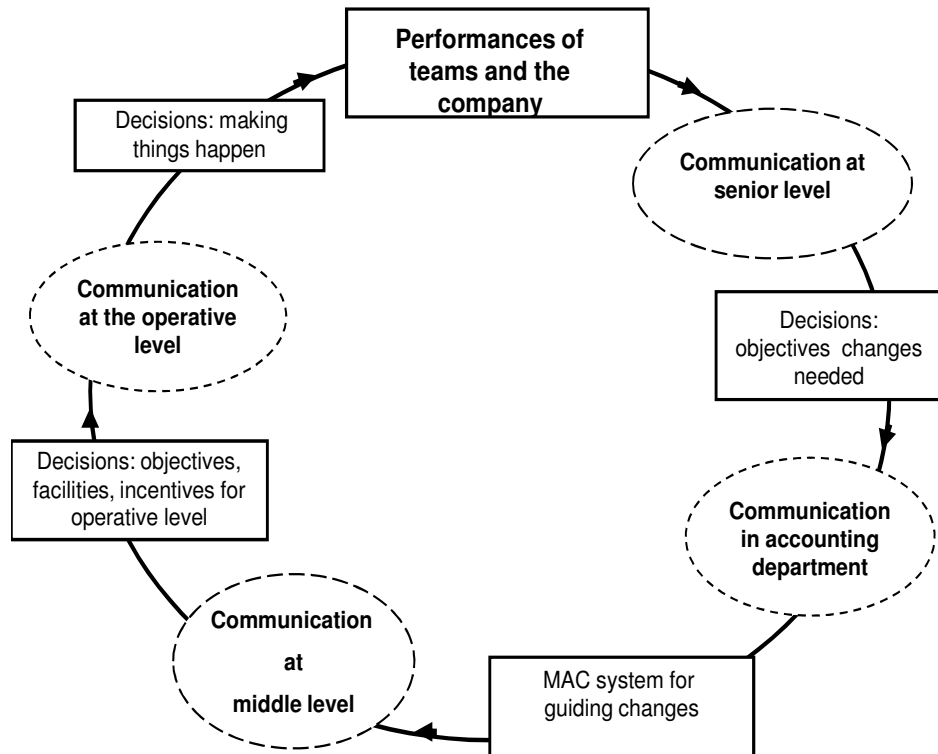 Performances of
teams and the
company
Communication at
senior level
Decisions:
objectives changes
needed
Communication
in accounting
department
MAC system for
guiding changes
Communication
at
middle level
Decisions: objectives,
facilities, incentives for
operative level
Communication
at the operative
level
Decisions: making
things happen